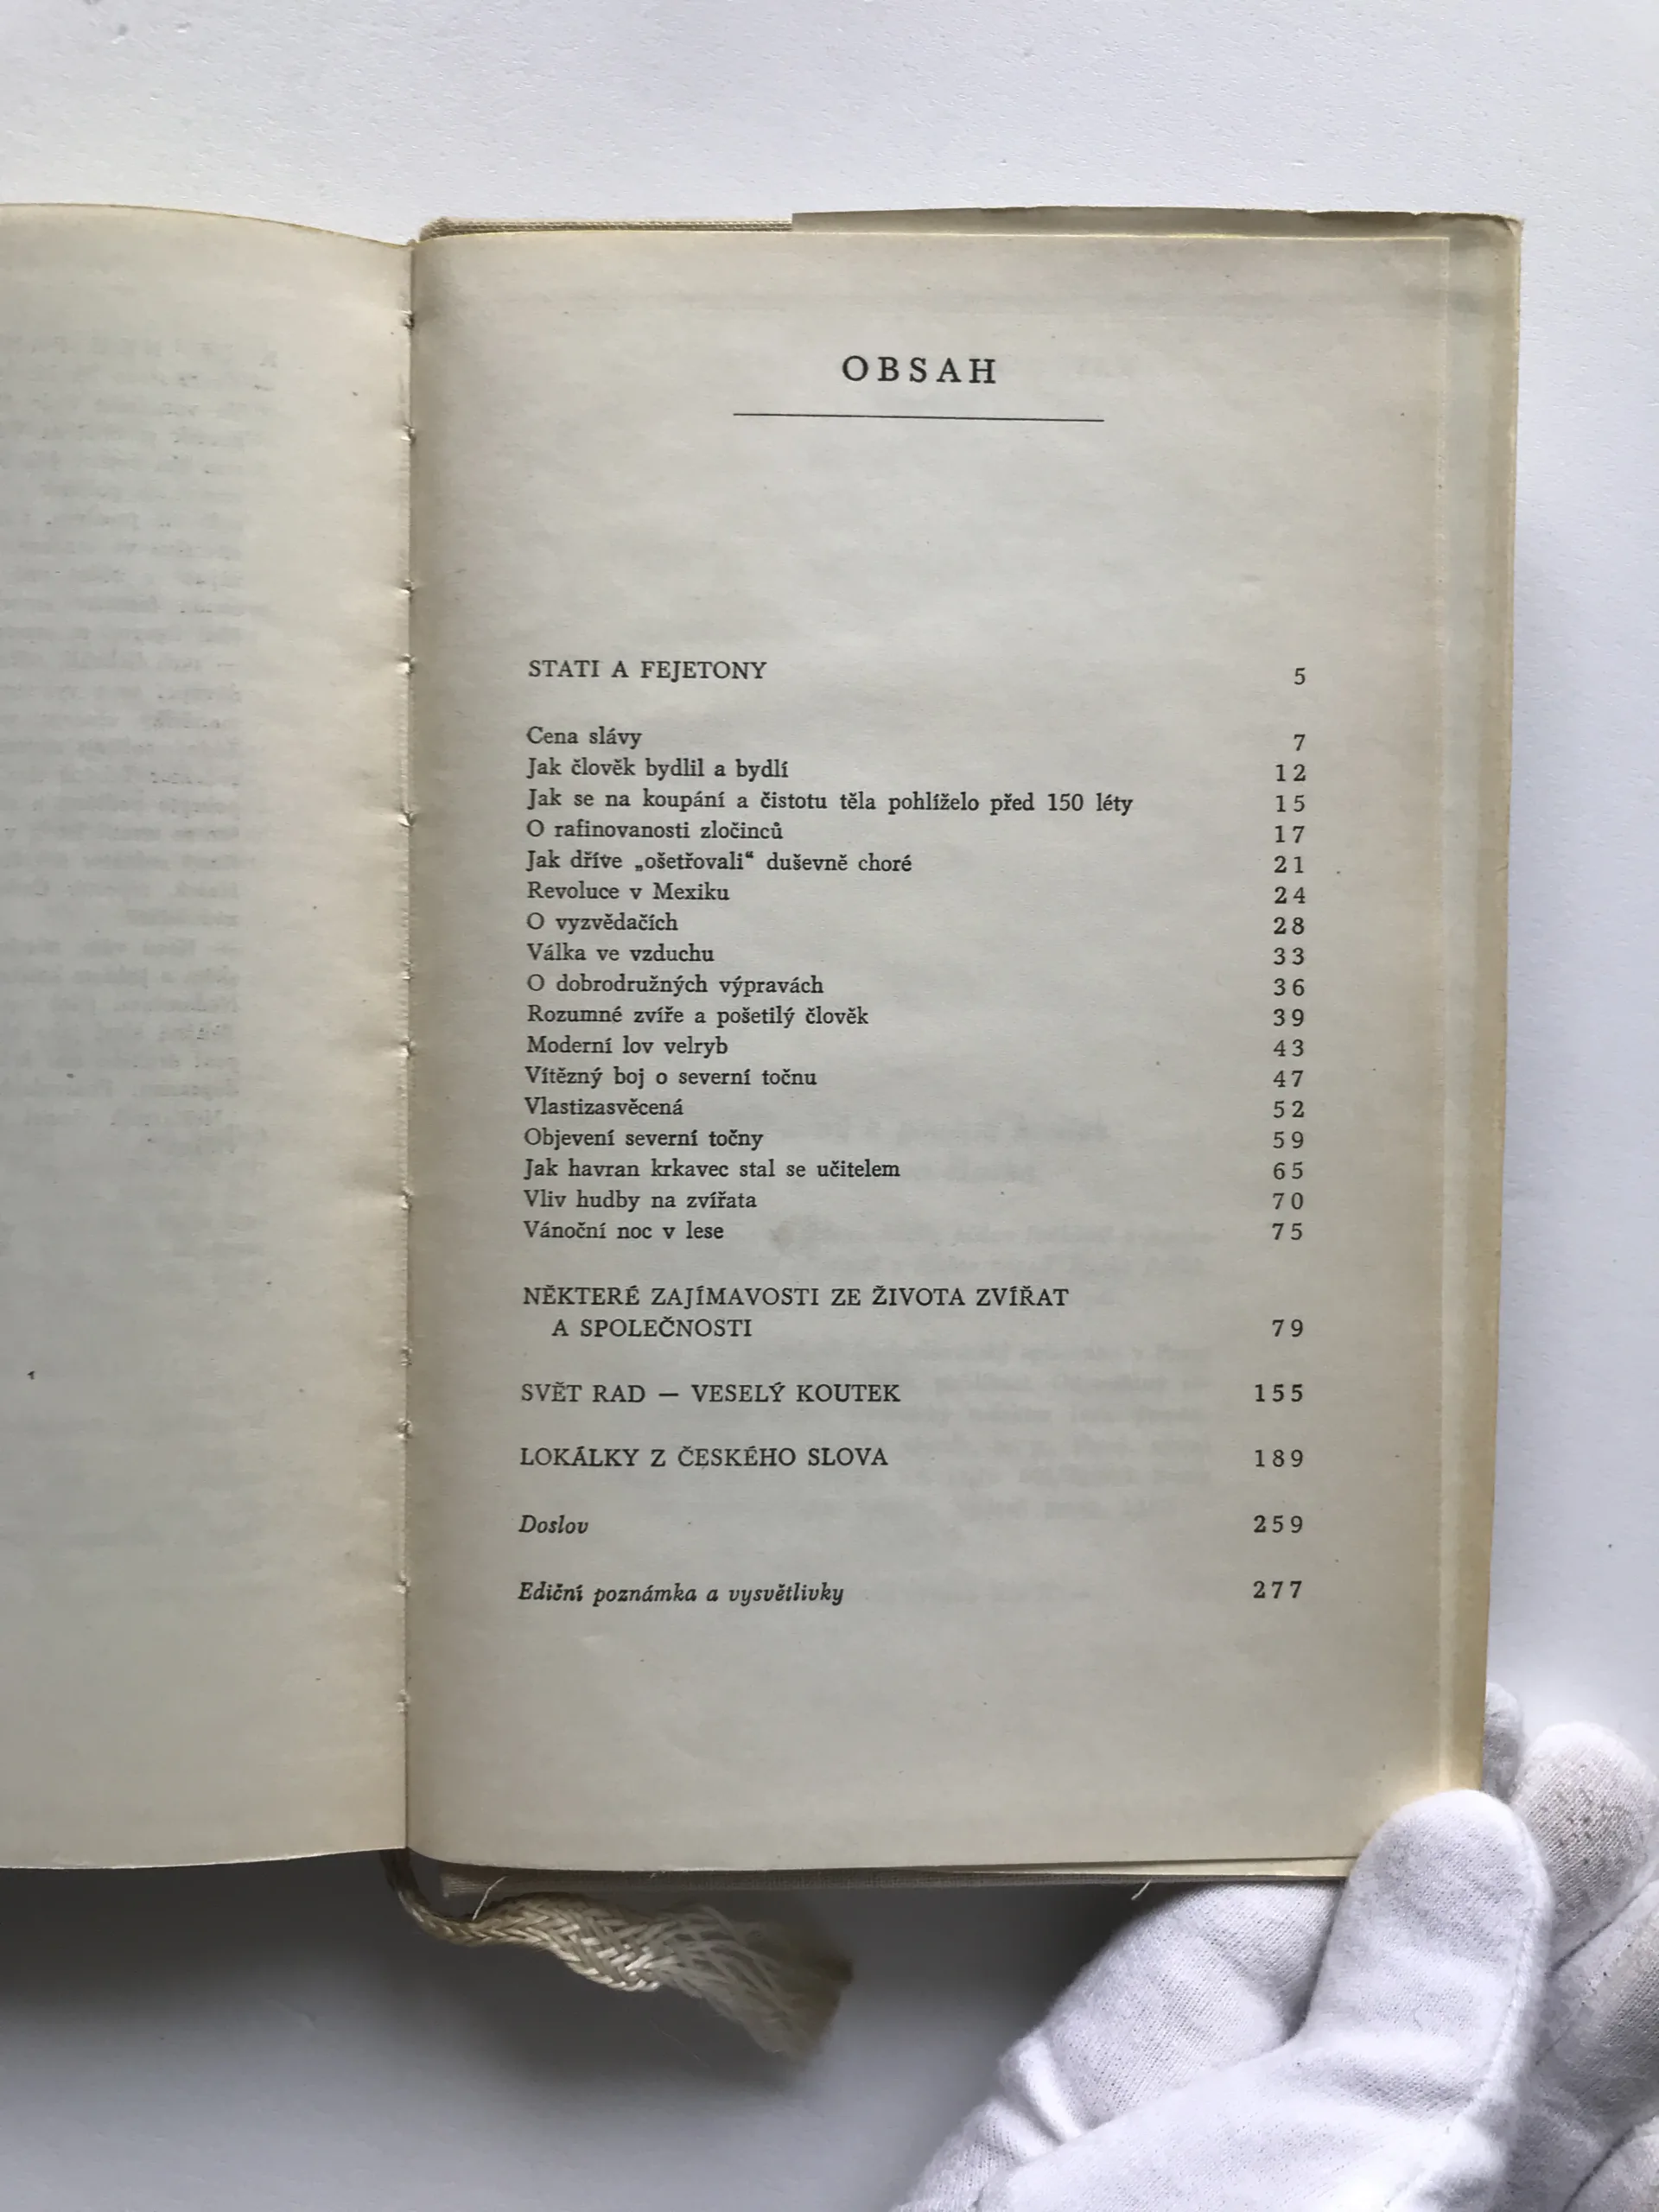 OBSAH
STATI A FEJETONY 5
Cena slávy 7
Jak člověk bydlil a bydlí 12
Jak se na koupání a čistotu těla pohlíželo před 150 léty 15
O rafinovanosti zločinců 17
Jak dříve „ošetřovali“ duševně choré 21
Revoluce v Mexiku 24
O vyzvědačích 28
Válka ve vzduchu 33
O dobrodružných výpravách 36
Rozumné zvíře a pošetilý člověk 39
Moderní lov velryb 43
Vítězný boj o severní točnu 47
Vlastizasvěcená 52
Objevení severní točny 59
Jak havran krkavec stal se učitelem 65
Vliv hudby na zvířata 70
Vánoční noc v lese 75
NĚKTERÉ ZAJÍMAVOSTI ZE ŽIVOTA ZVÍŘAT
A SPOLEČNOSTI 79
SVĚT RAD — VESELÝ KOUTEK 155
LOKÁLKY Z ČESKÉHO SLOVA 189
Doslov 259
Ediční poznámka a vysvětlivky 277